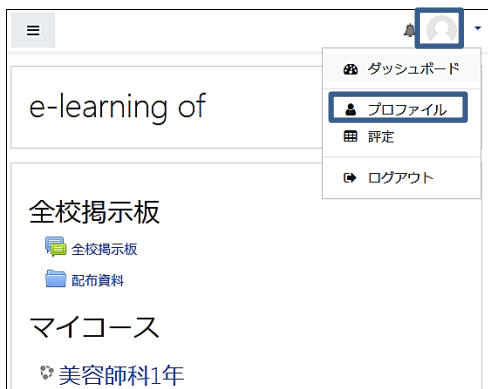 ダッシュボード
プロファイル
評定
ログアウト
e-learning of
全校掲示板
全校掲示板
配布資料
マイコース
美容師科1年